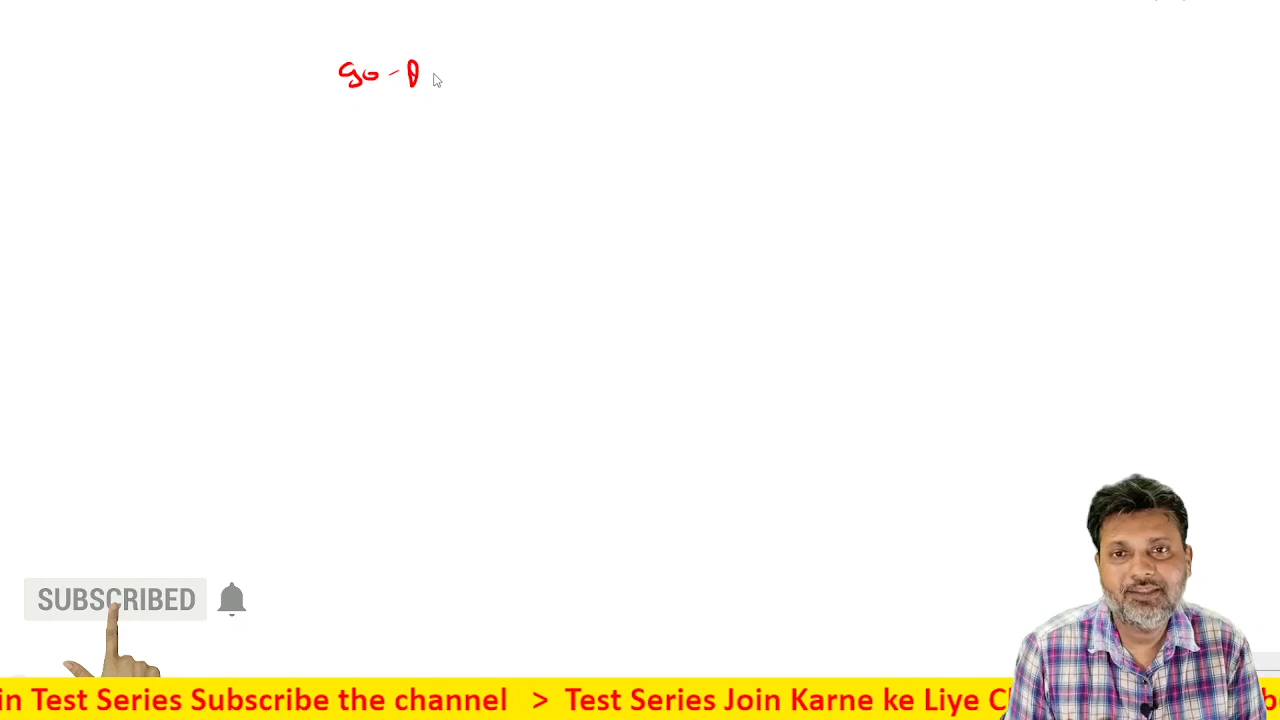 90 - θ
SUBSCRIBED
in Test Series Subscribe the channel > Test Series Join Karne ke Liye C